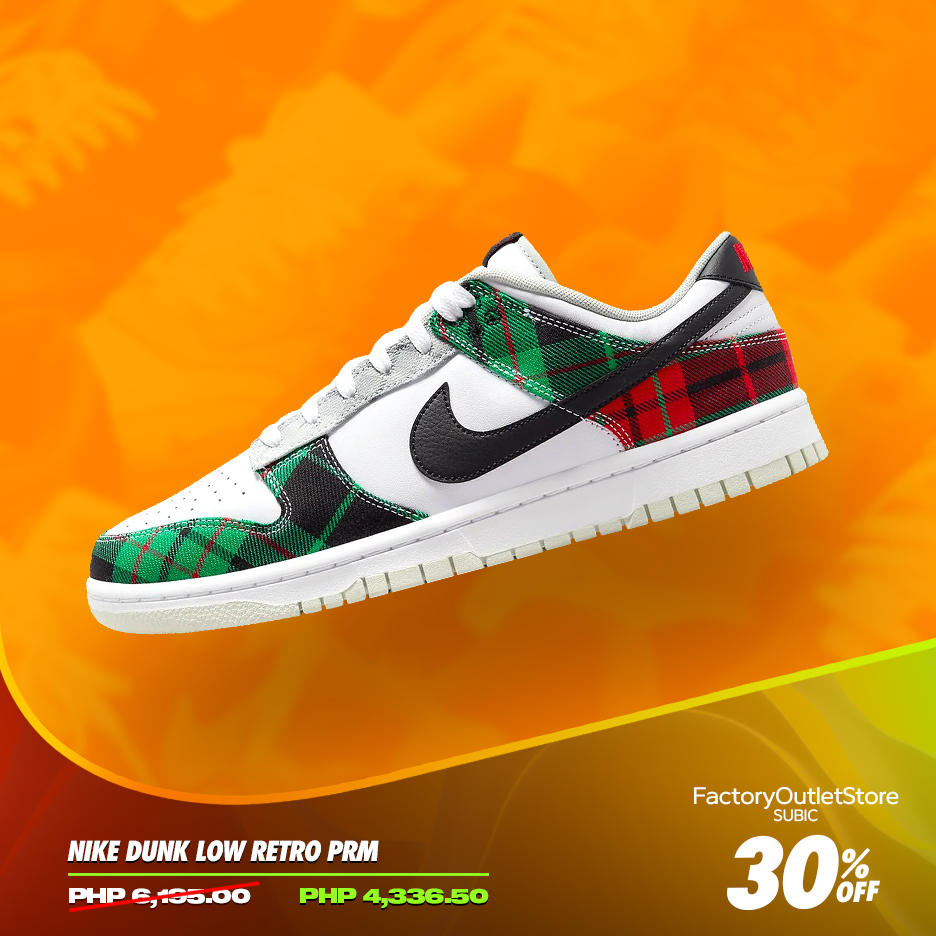 NIKE DUNK LOW RETRO PRM
PHP 6,195.00 PHP 4,336.50
FactoryOutletStore
SUBIC
30% OFF